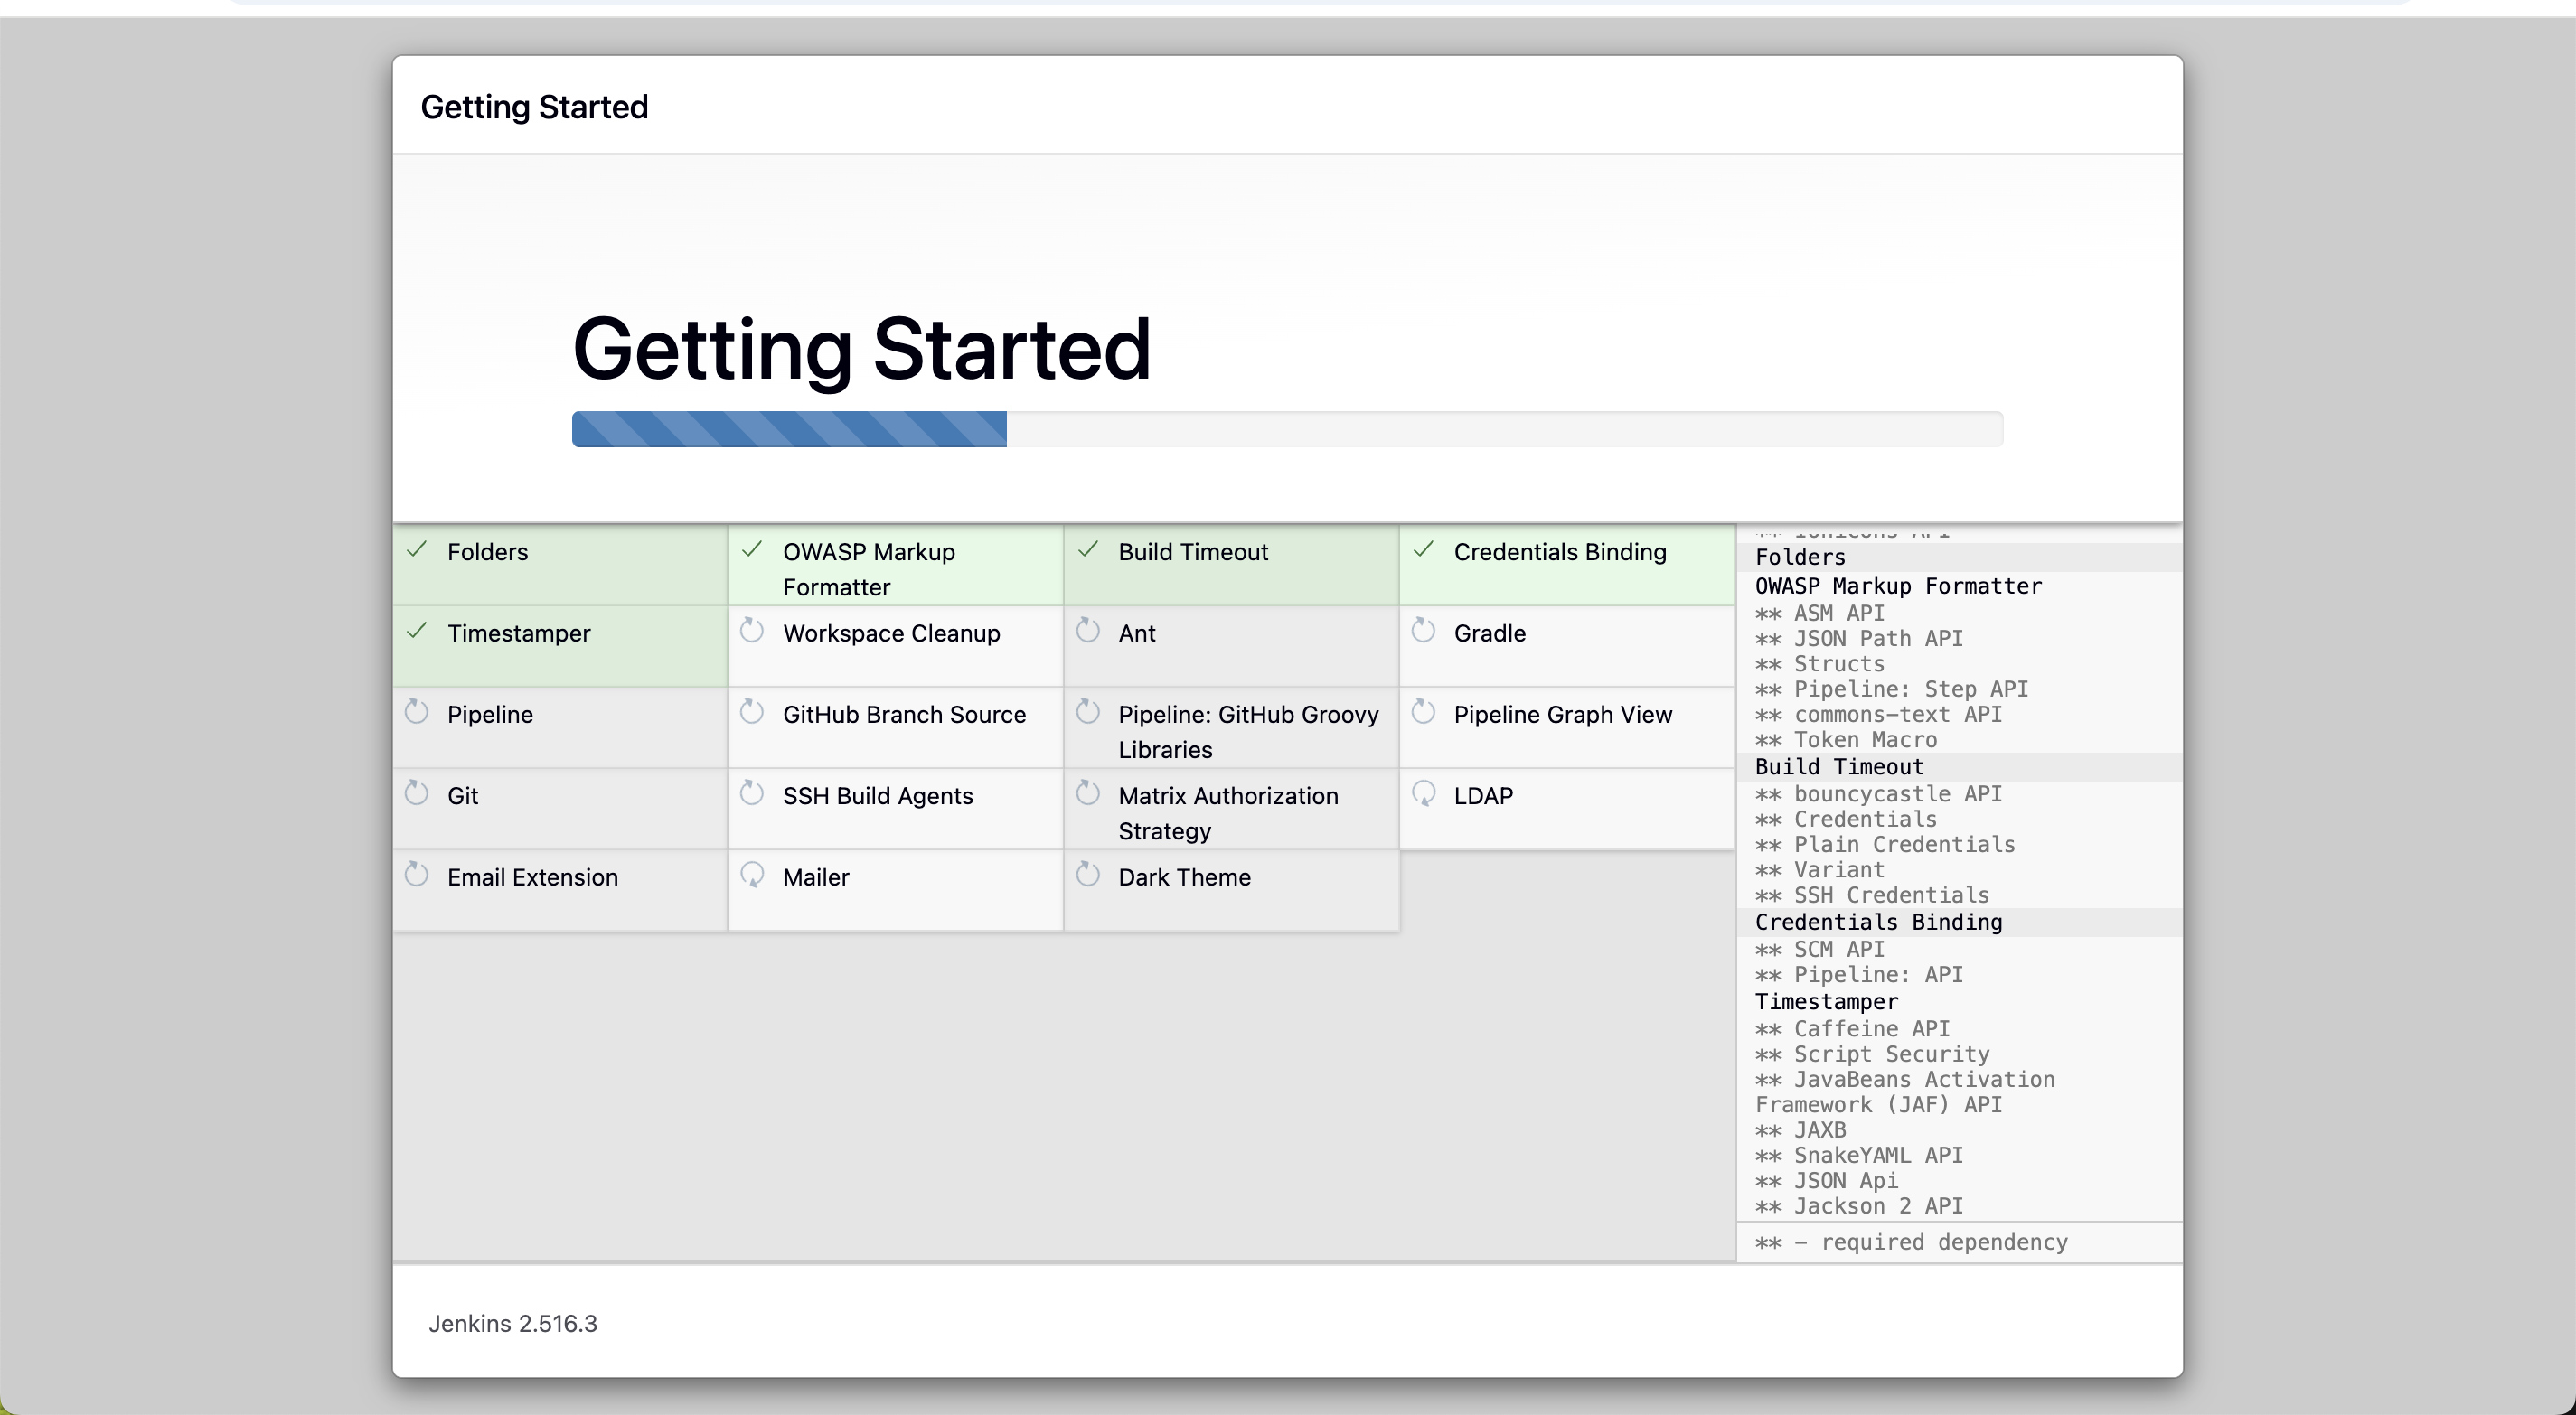 Getting Started
Getting Started
Folders
OWASP Markup
Formatter
Build Timeout
Credentials Binding
Timestamper
Workspace Cleanup
Ant
Gradle
Pipeline
GitHub Branch Source
Pipeline: GitHub Groovy
Libraries
Pipeline Graph View
Git
SSH Build Agents
Matrix Authorization
Strategy
LDAP
Email Extension
Mailer
Dark Theme
Folders
OWASP Markup Formatter
** ASM API
** JSON Path API
** Structs
** Pipeline: Step API
** commons-text API
** Token Macro
Build Timeout
** bouncycastle API
** Credentials
** Plain Credentials
** Variant
** SSH Credentials
Credentials Binding
** SCM API
** Pipeline: API
Timestamper
** Caffeine API
** Script Security
** JavaBeans Activation
Framework (JAF) API
** JAXB
** SnakeYAML API
** JSON Api
** Jackson 2 API
** - required dependency
Jenkins 2.516.3